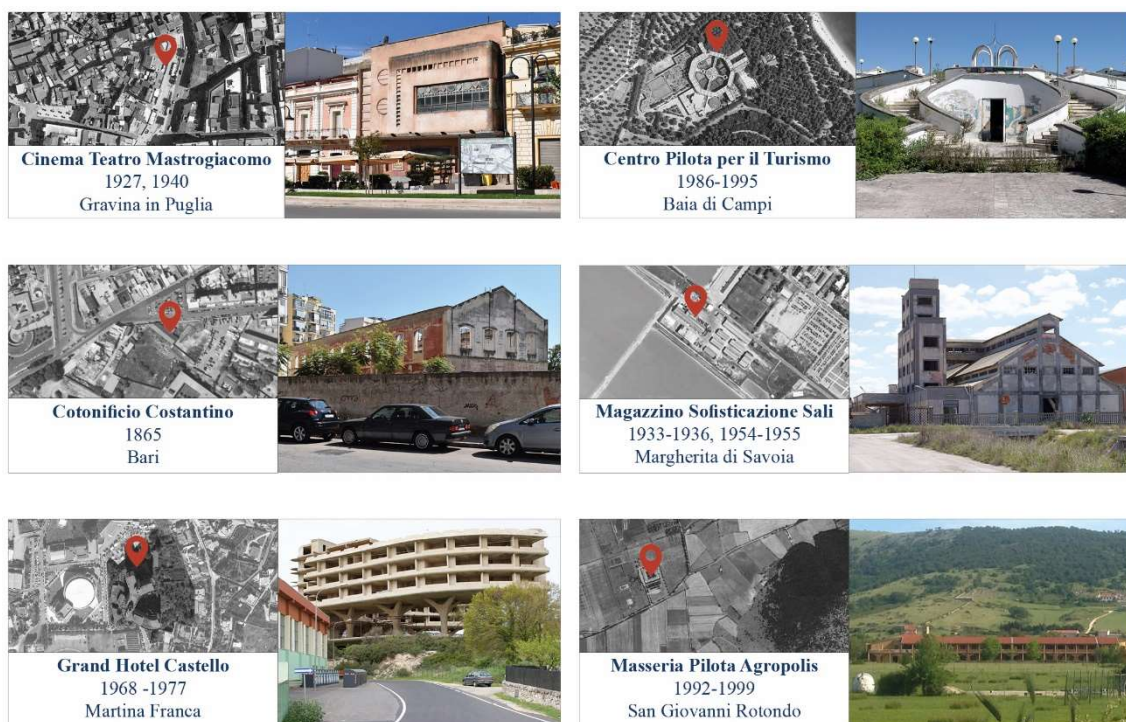 Cinema Teatro Mastrogiacomo
1927, 1940
Gravina in Puglia
Centro Pilota per il Turismo
1986-1995
Baia di Campi
Cotonificio Costantino
1865
Bari
Magazzino Sofisticazione Sali
1933-1936, 1954-1955
Margherita di Savoia
Grand Hotel Castello
1968 -1977
Martina Franca
Masseria Pilota Agropolis
1992-1999
San Giovanni Rotondo